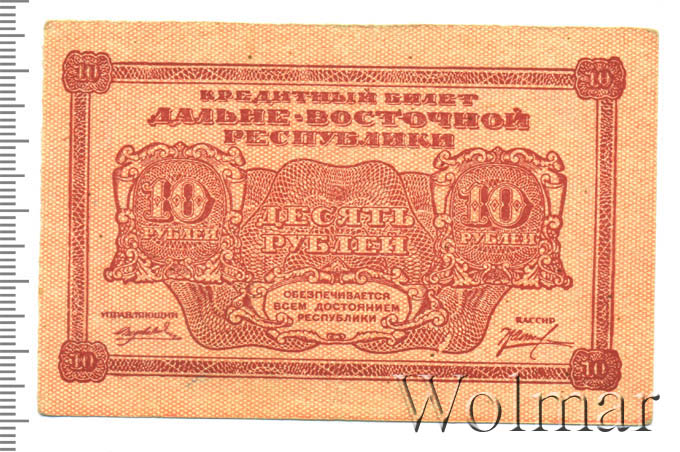 10 10
КРЕДИТНЫЙ БИЛЕТ
ДАЛЬНЕ-ВОСТОЧНОЙ
РЕСПУБЛИКИ
10 РУБЛЕЙ
ДЕСЯТЬ
РУБЛЕЙ
10 РУБЛЕЙ
ОБЕЗПЕЧИВАЕТСЯ
ВСЕМ ДОСТОЯНИЕМ
РЕСПУБЛИКИ
УПРАВЛЯЮЩИЙ
КАССИР
10 10
Wolmar